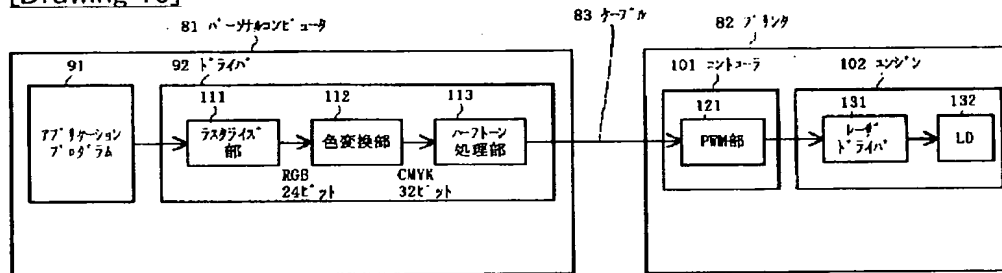 [Drawing 10]
81 パーソナルコンピュータ
83 ケーブル
82 プリンタ
91
92 ドライバ
101 コントローラ
102 エンジン
111
112
113
121
131
132
アプリケーション
プログラム
ラスタライズ
部
色変換部
ハーフトーン
処理部
PWM部
レーザ
ドライバ
LD
RGB
24ビット
CMYK
32ビット